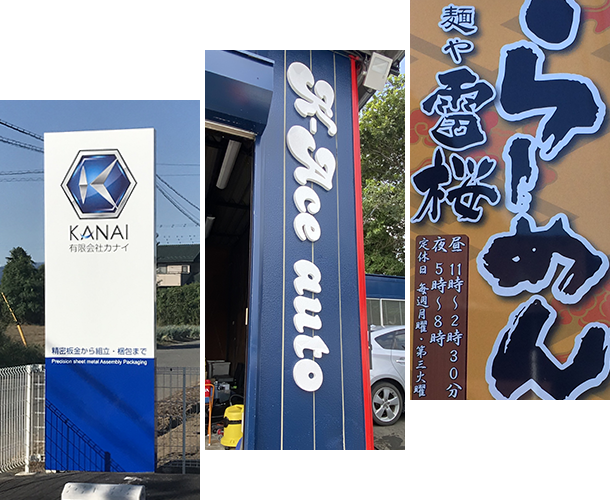 KANAI
有限会社カナイ
精密板金から組立・梱包まで
Precision sheet metal Assembly Packaging
K-Ace auto
らーめん
麺や
雪桜
昼 11時〜2時30分
夜 5時〜8時
定休日 毎週月曜・第三火曜